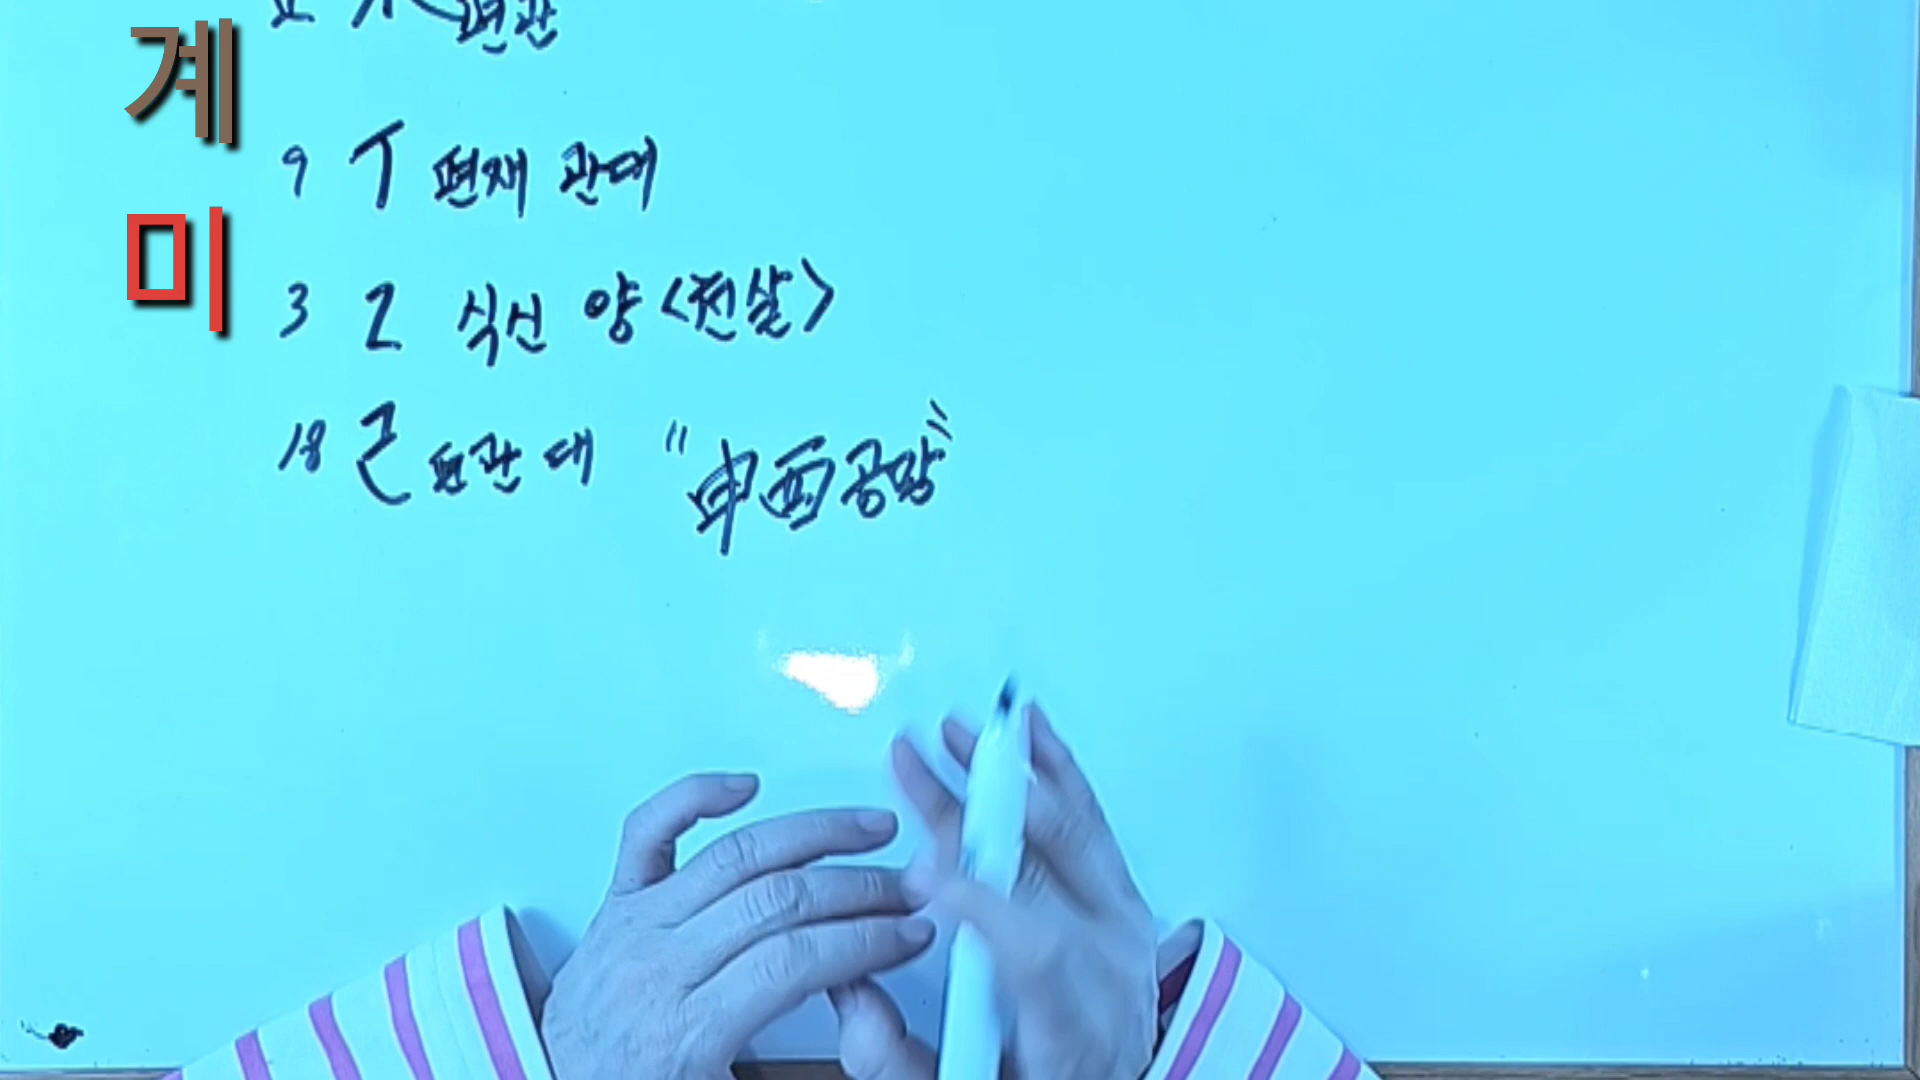 계
미
편관
9 丁 편재 관대
3 乙 식신 양 <전살>
18 己 편관 대 "申酉공망"